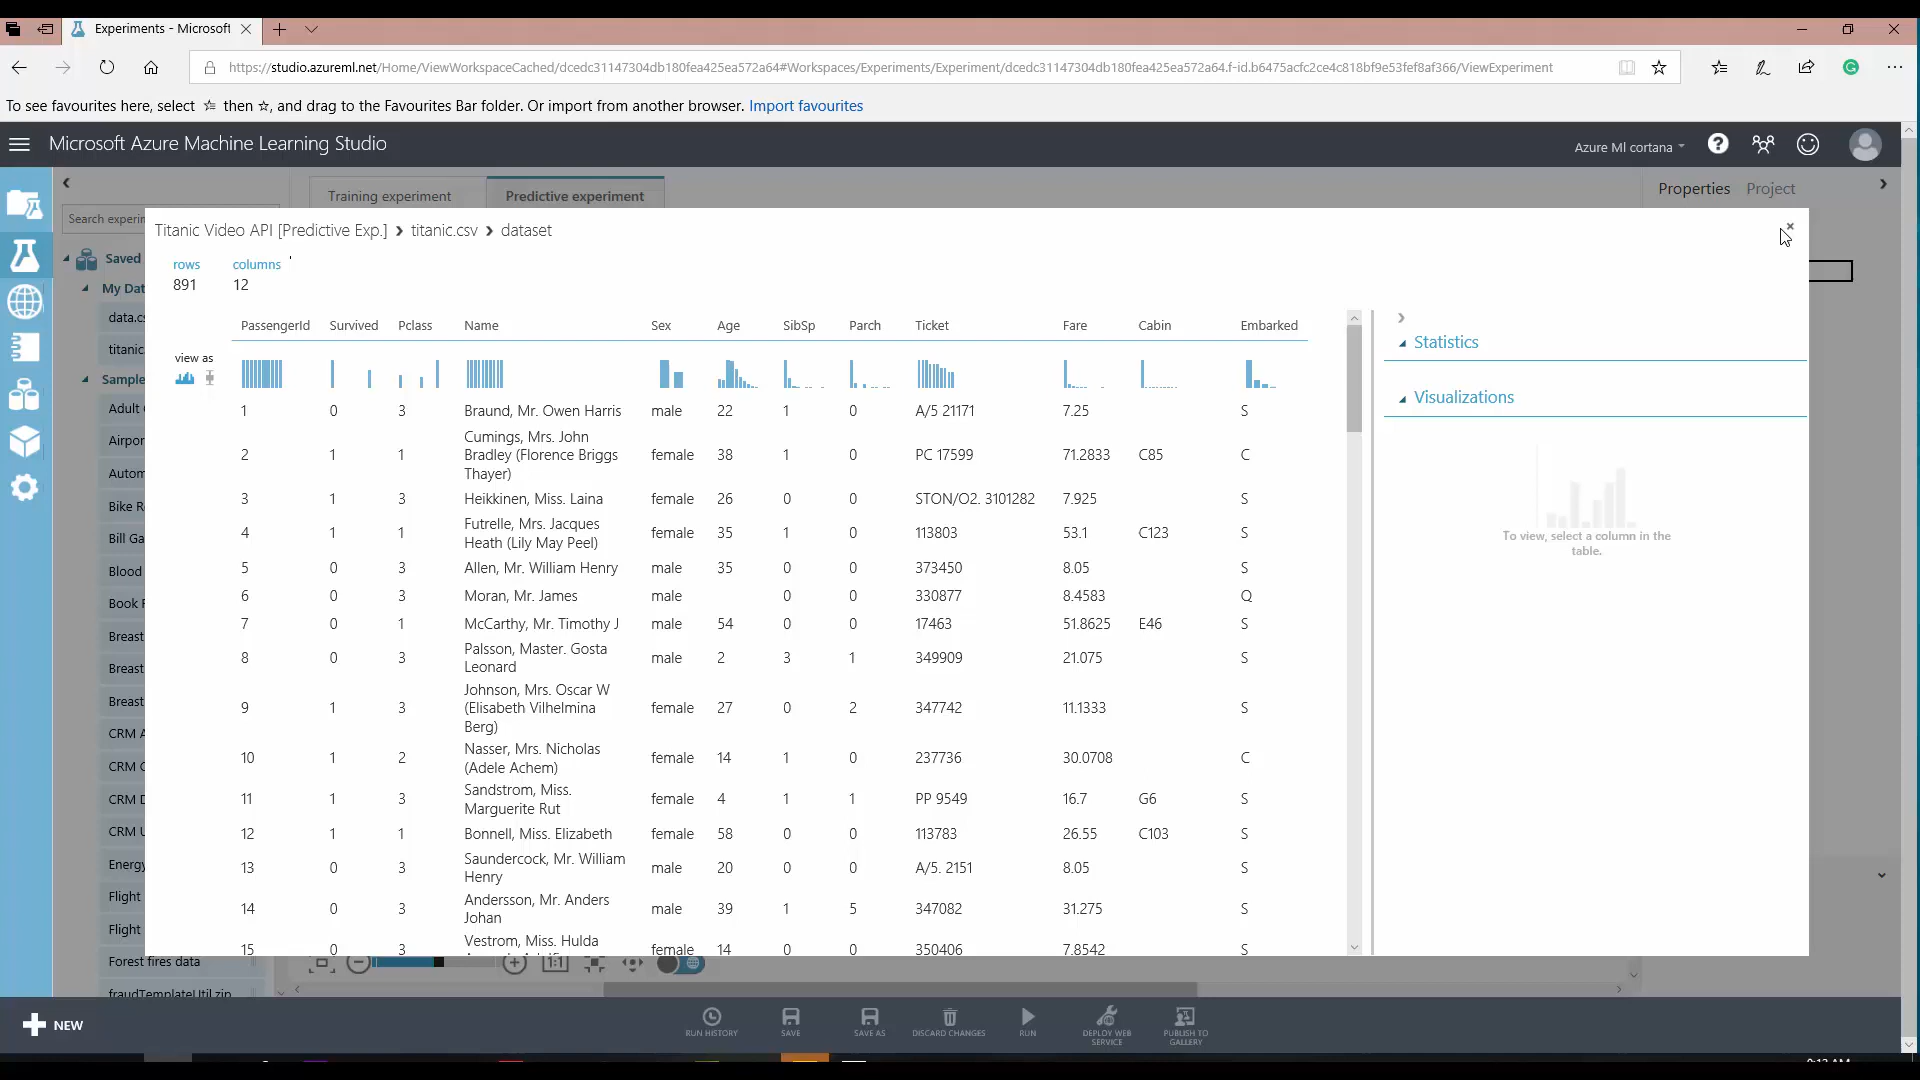 Experiments - Microsoft
https://studio.azureml.net/Home/ViewWorkspaceCached/dcedc31147304db180fea425ea572a64#Workspaces/Experiments/Experiment/dcedc31147304db180fea425ea572a64.f-id.b6475acfc2ce4c818bf9e53fef8af366/ViewExperiment
To see favourites here, select then , and drag to the Favourites Bar folder. Or import from another browser. Import favourites
Microsoft Azure Machine Learning Studio
Azure Ml cortana
Training experiment Predictive experiment Properties Project
Search experim
Titanic Video API [Predictive Exp.] > titanic.csv > dataset
rows columns
891 12
PassengerId Survived Pclass Name Sex Age SibSp Parch Ticket Fare Cabin Embarked
view as
1 0 3 Braund, Mr. Owen Harris male 22 1 0 A/5 21171 7.25 S
2 1 1 Cumings, Mrs. John Bradley (Florence Briggs Thayer) female 38 1 0 PC 17599 71.2833 C85 C
3 1 3 Heikkinen, Miss. Laina female 26 0 0 STON/O2. 3101282 7.925 S
4 1 1 Futrelle, Mrs. Jacques Heath (Lily May Peel) female 35 1 0 113803 53.1 C123 S
5 0 3 Allen, Mr. William Henry male 35 0 0 373450 8.05 S
6 0 3 Moran, Mr. James male 0 0 330877 8.4583 Q
7 0 1 McCarthy, Mr. Timothy J male 54 0 0 17463 51.8625 E46 S
8 0 3 Palsson, Master. Gosta Leonard male 2 3 1 349909 21.075 S
9 1 3 Johnson, Mrs. Oscar W (Elisabeth Vilhelmina Berg) female 27 0 2 347742 11.1333 S
10 1 2 Nasser, Mrs. Nicholas (Adele Achem) female 14 1 0 237736 30.0708 C
11 1 3 Sandstrom, Miss. Marguerite Rut female 4 1 1 PP 9549 16.7 G6 S
12 1 1 Bonnell, Miss. Elizabeth female 58 0 0 113783 26.55 C103 S
13 0 3 Saundercock, Mr. William Henry male 20 0 0 A/5. 2151 8.05 S
14 0 3 Andersson, Mr. Anders Johan male 39 1 5 347082 31.275 S
15 0 3 Vestrom, Miss. Hulda female 14 0 0 350406 7.8542 S
Statistics
Visualizations
To view, select a column in the
table.
Saved
My Dat
data.cs
titanic.
Sample
Adult
Airpor
Autom
Bike R
Bill Ga
Blood
Book F
Breast
Breast
Breast
CRM A
CRM C
CRM D
CRM U
Energy
Flight
Flight
Forest fires data
fraudTemplateUtil.zip
1:1
NEW
RUN HISTORY SAVE SAVE AS DISCARD CHANGES RUN DEPLOY WEB SERVICE PUBLISH TO GALLERY